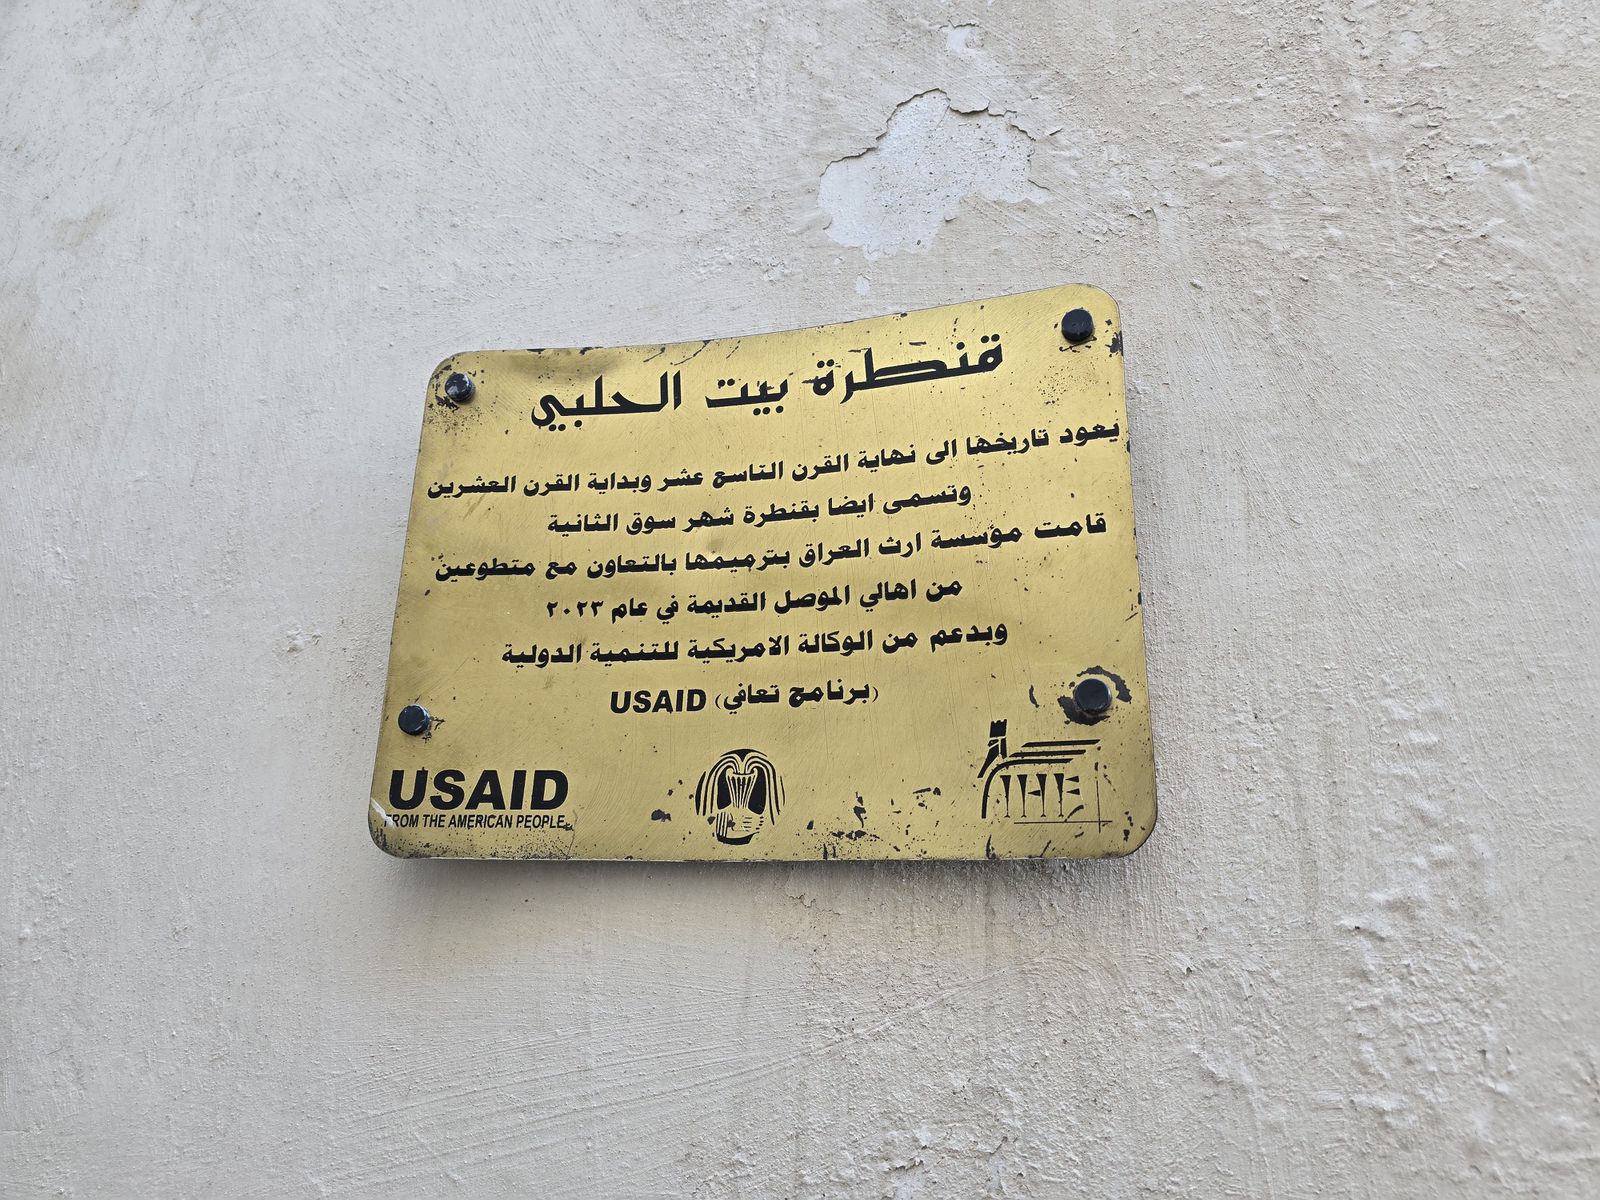 قنطرة بيت الحلبي
يعود تاريخها الى نهاية القرن التاسع عشر وبداية القرن العشرين
وتسمى ايضا بقنطرة شهر سوق الثانية
قامت مؤسسة ارث العراق بترميمها بالتعاون مع متطوعين
من اهالي الموصل القديمة في عام ٢٠٢٣
وبدعم من الوكالة الامريكية للتنمية الدولية
(برنامج تعافي) USAID
USAID
FROM THE AMERICAN PEOPLE